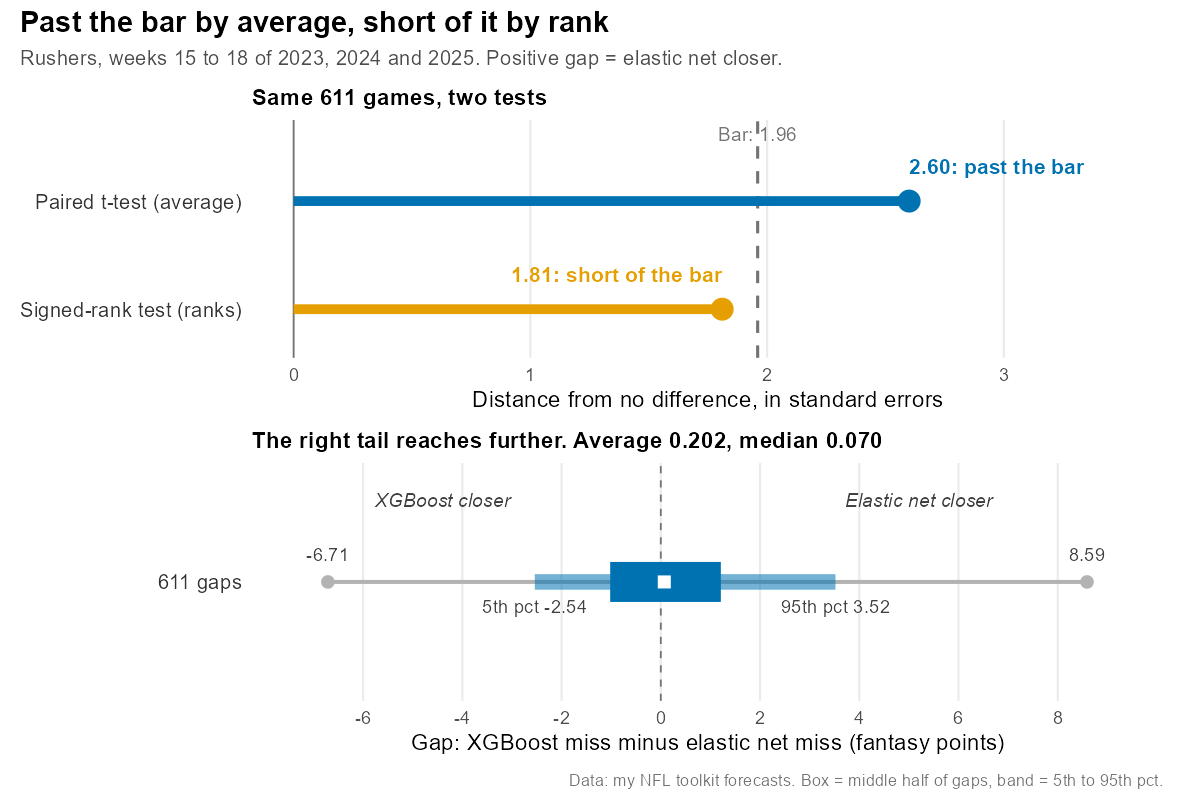 Past the bar by average, short of it by rank
Rushers, weeks 15 to 18 of 2023, 2024 and 2025. Positive gap = elastic net closer.
Same 611 games, two tests
Bar: 1.96
2.60: past the bar
Paired t-test (average)
1.81: short of the bar
Signed-rank test (ranks)
0 1 2 3
Distance from no difference, in standard errors
The right tail reaches further. Average 0.202, median 0.070
XGBoost closer Elastic net closer
-6.71 8.59
611 gaps
5th pct -2.54 95th pct 3.52
-6 -4 -2 0 2 4 6 8
Gap: XGBoost miss minus elastic net miss (fantasy points)
Data: my NFL toolkit forecasts. Box = middle half of gaps, band = 5th to 95th pct.